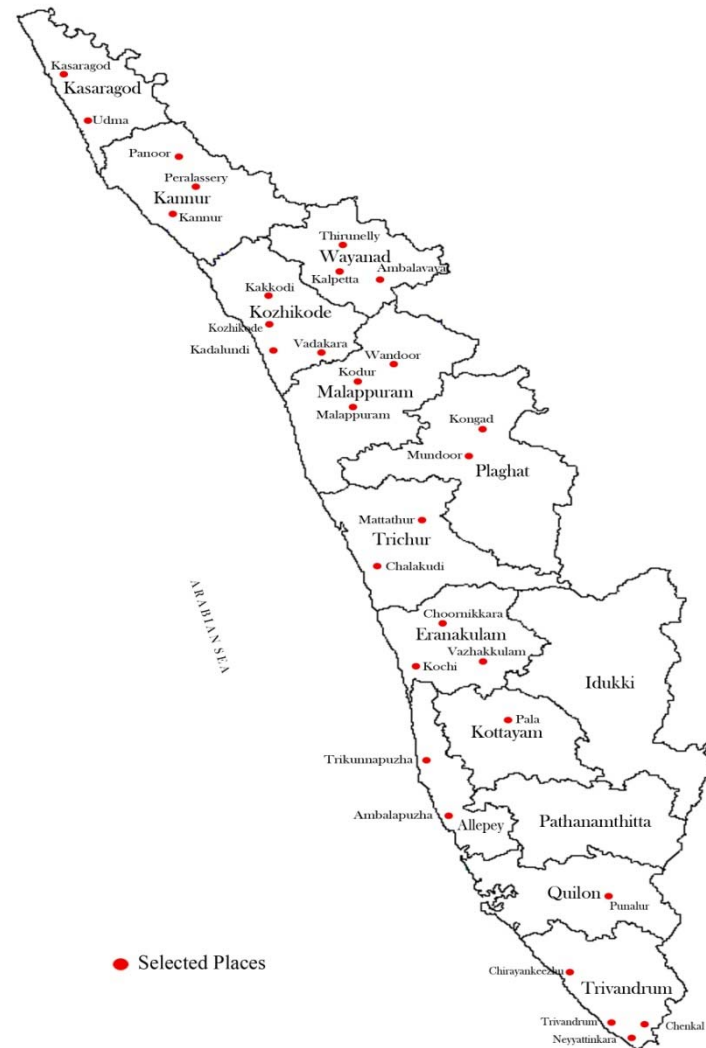 Kasaragod
Kasaragod
Udma
Panoor
Peralassery
Kannur
Kannur
Thirunelly
Wayanad
Kalpetta
Ambalavayal
Kakkodi
Kozhikode
Kozhikode
Kadalundi
Vadakara
Wandoor
Kodur
Malappuram
Malappuram
Kongad
Mundoor
Plaghat
Mattathur
Trichur
Chalakudi
ARABIAN SEA
Choornikkara
Eranakulam
Vazhakkulam
Kochi
Idukki
Pala
Kottayam
Trikunnapuzha
Ambalapuzha
Allepey
Pathanamthitta
Quilon
Punalur
Selected Places
Chirayankeezhu
Trivandrum
Trivandrum
Chenkal
Neyyattinkara